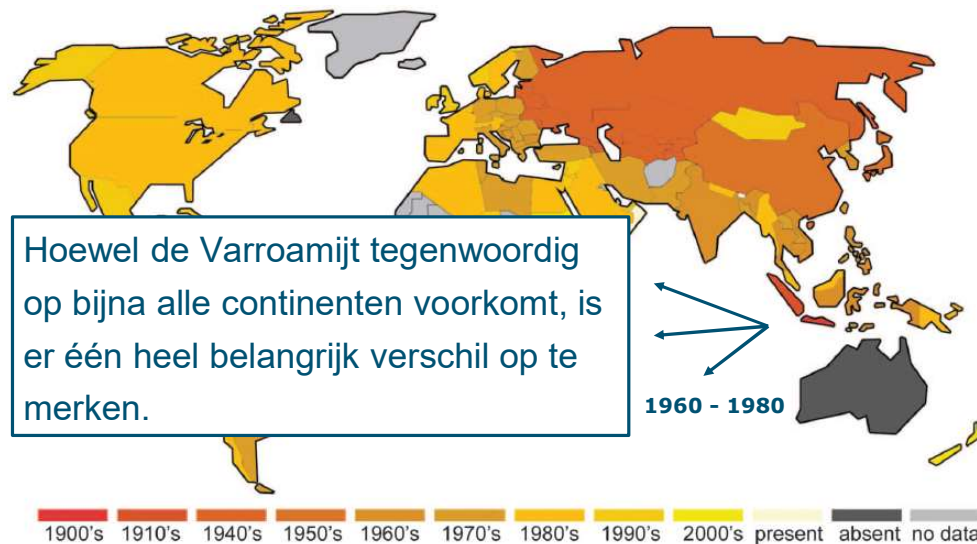 Hoewel de Varroamijt tegenwoordig
op bijna alle continenten voorkomt, is
er één heel belangrijk verschil op te
merken.
1960 - 1980
1900's 1910's 1940's 1950's 1960's 1970's 1980's 1990's 2000's present absent no data